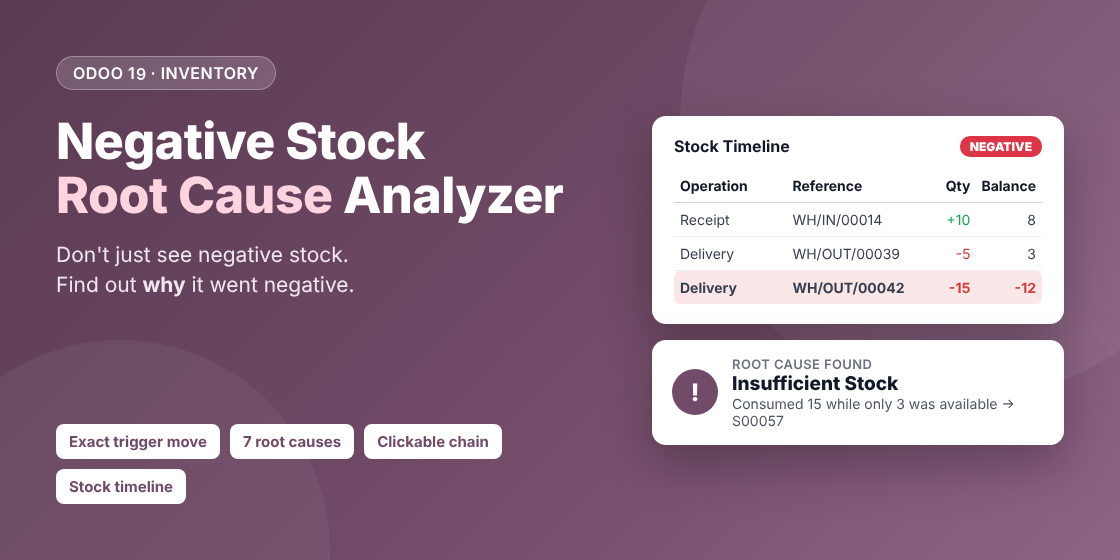 ODOO 19 · INVENTORY
Negative Stock
Root Cause Analyzer
Don't just see negative stock.
Find out why it went negative.
Exact trigger move
7 root causes
Clickable chain
Stock timeline
Stock Timeline
NEGATIVE
Operation Reference Qty Balance
Receipt WH/IN/00014 +10 8
Delivery WH/OUT/00039 -5 3
Delivery WH/OUT/00042 -15 -12
!
ROOT CAUSE FOUND
Insufficient Stock
Consumed 15 while only 3 was available →
S00057